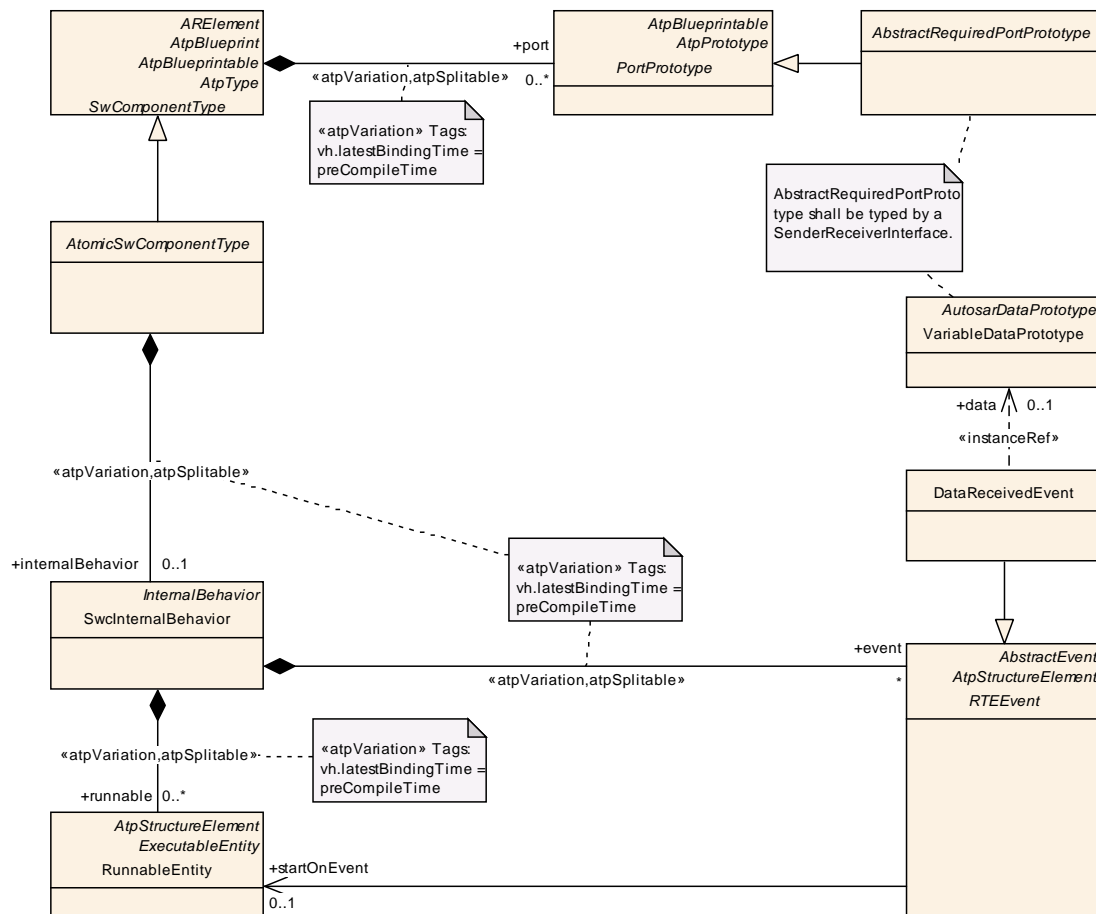 ARElement
AtpBlueprint
AtpBlueprintable
AtpType
SwComponentType
+port
«atpVariation,atpSplitable»
0..*
AtpBlueprintable
AtpPrototype
PortPrototype
AbstractRequiredPortPrototype
«atpVariation» Tags:
vh.latestBindingTime =
preCompileTime
AbstractRequiredPortProto
type shall be typed by a
SenderReceiverInterface.
AtomicSwComponentType
AutosarDataPrototype
VariableDataPrototype
+data
0..1
«instanceRef»
«atpVariation,atpSplitable»
DataReceivedEvent
+internalBehavior
0..1
«atpVariation» Tags:
vh.latestBindingTime =
preCompileTime
InternalBehavior
SwcInternalBehavior
+event
«atpVariation,atpSplitable»
*
AbstractEvent
AtpStructureElement
RTEEvent
«atpVariation,atpSplitable»
«atpVariation» Tags:
vh.latestBindingTime =
preCompileTime
+runnable
0..*
AtpStructureElement
ExecutableEntity
RunnableEntity
+startOnEvent
0..1